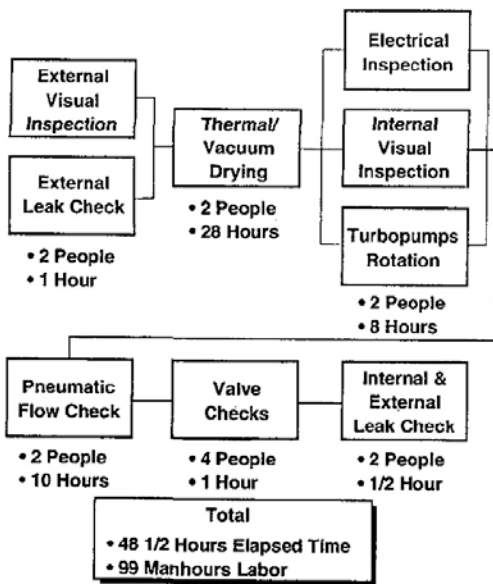 External
Visual
Inspection
External
Leak Check
• 2 People
• 1 Hour
Thermal/
Vacuum
Drying
• 2 People
• 28 Hours
Electrical
Inspection
Internal
Visual
Inspection
Turbopumps
Rotation
• 2 People
• 8 Hours
Pneumatic
Flow Check
• 2 People
• 10 Hours
Valve
Checks
• 4 People
• 1 Hour
Internal &
External
Leak Check
• 2 People
• 1/2 Hour
Total
• 48 1/2 Hours Elapsed Time
• 99 Manhours Labor